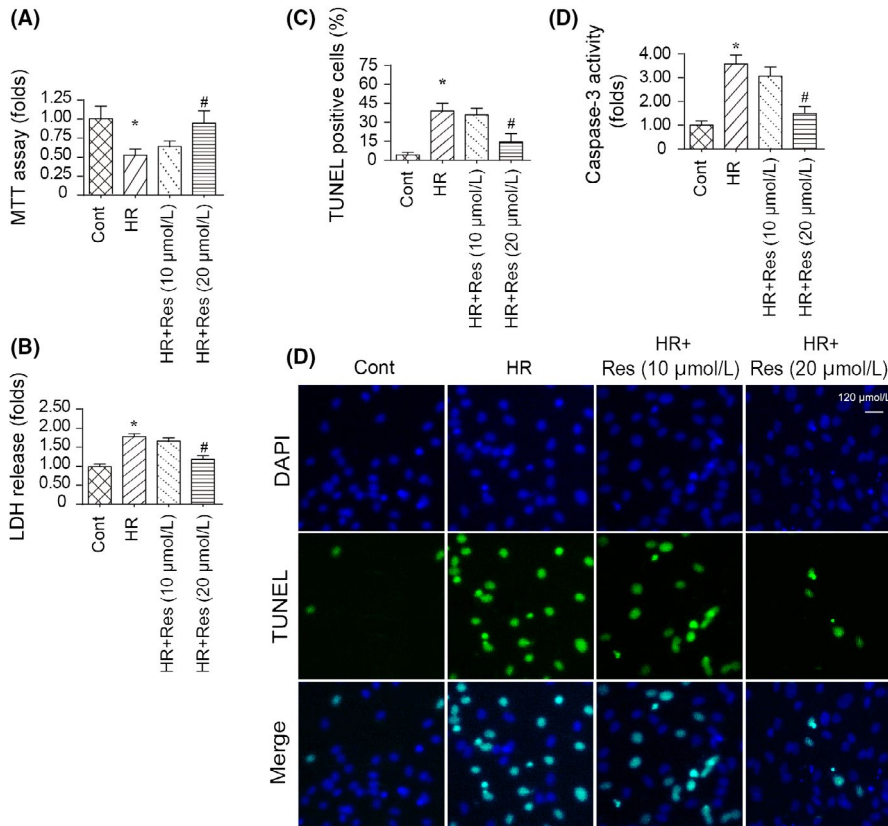 (A)
MTT assay (folds)
1.25
1.00
0.75
0.50
0.25
0
*
#
Cont
HR
HR+Res (10 µmol/L)
HR+Res (20 µmol/L)
(B)
LDH release (folds)
2.00
1.50
1.00
0.50
0
*
#
Cont
HR
HR+Res (10 µmol/L)
HR+Res (20 µmol/L)
(C)
TUNEL positive cells (%)
75
60
45
30
15
0
*
#
Cont
HR
HR+Res (10 µmol/L)
HR+Res (20 µmol/L)
(D)
Caspase-3 activity
(folds)
4.00
3.00
2.00
1.00
0
*
#
Cont
HR
HR+Res (10 µmol/L)
HR+Res (20 µmol/L)
(D)
Cont
HR
HR+
Res (10 µmol/L)
HR+
Res (20 µmol/L)
120 µmol/L
DAPI
TUNEL
Merge